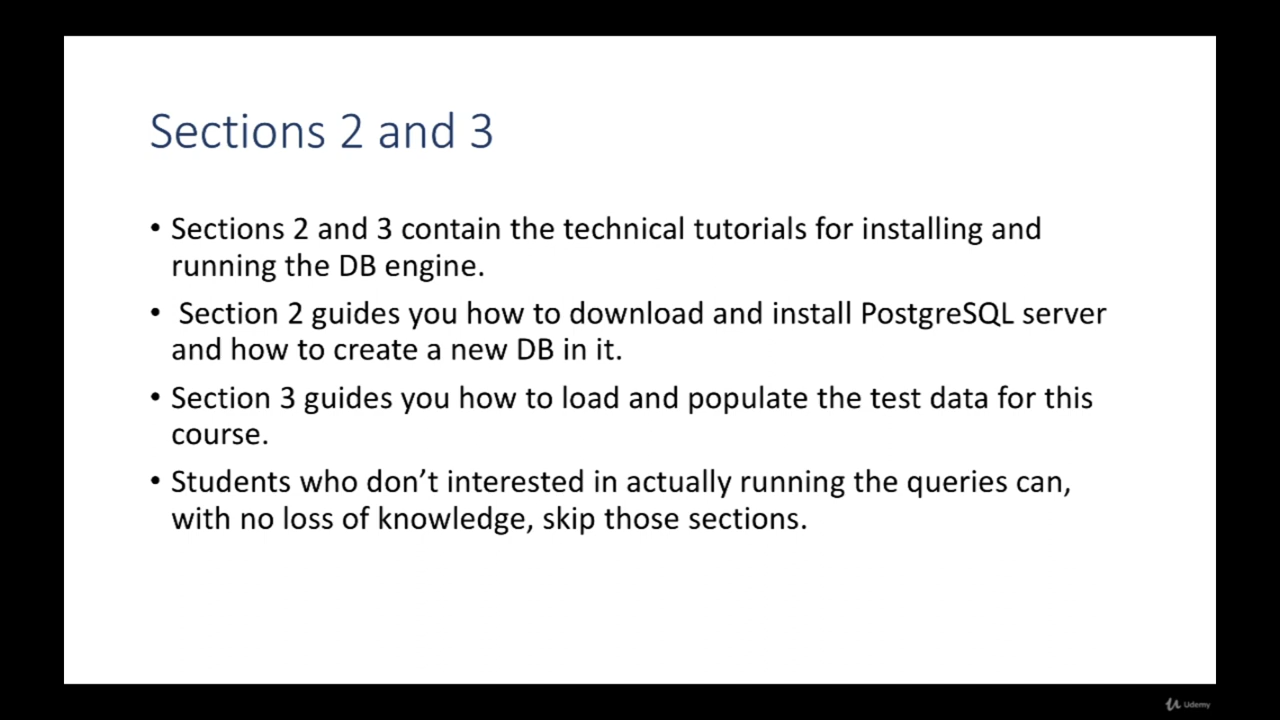 Sections 2 and 3
• Sections 2 and 3 contain the technical tutorials for installing and
running the DB engine.
• Section 2 guides you how to download and install PostgreSQL server
and how to create a new DB in it.
• Section 3 guides you how to load and populate the test data for this
course.
• Students who don’t interested in actually running the queries can,
with no loss of knowledge, skip those sections.
Udemy